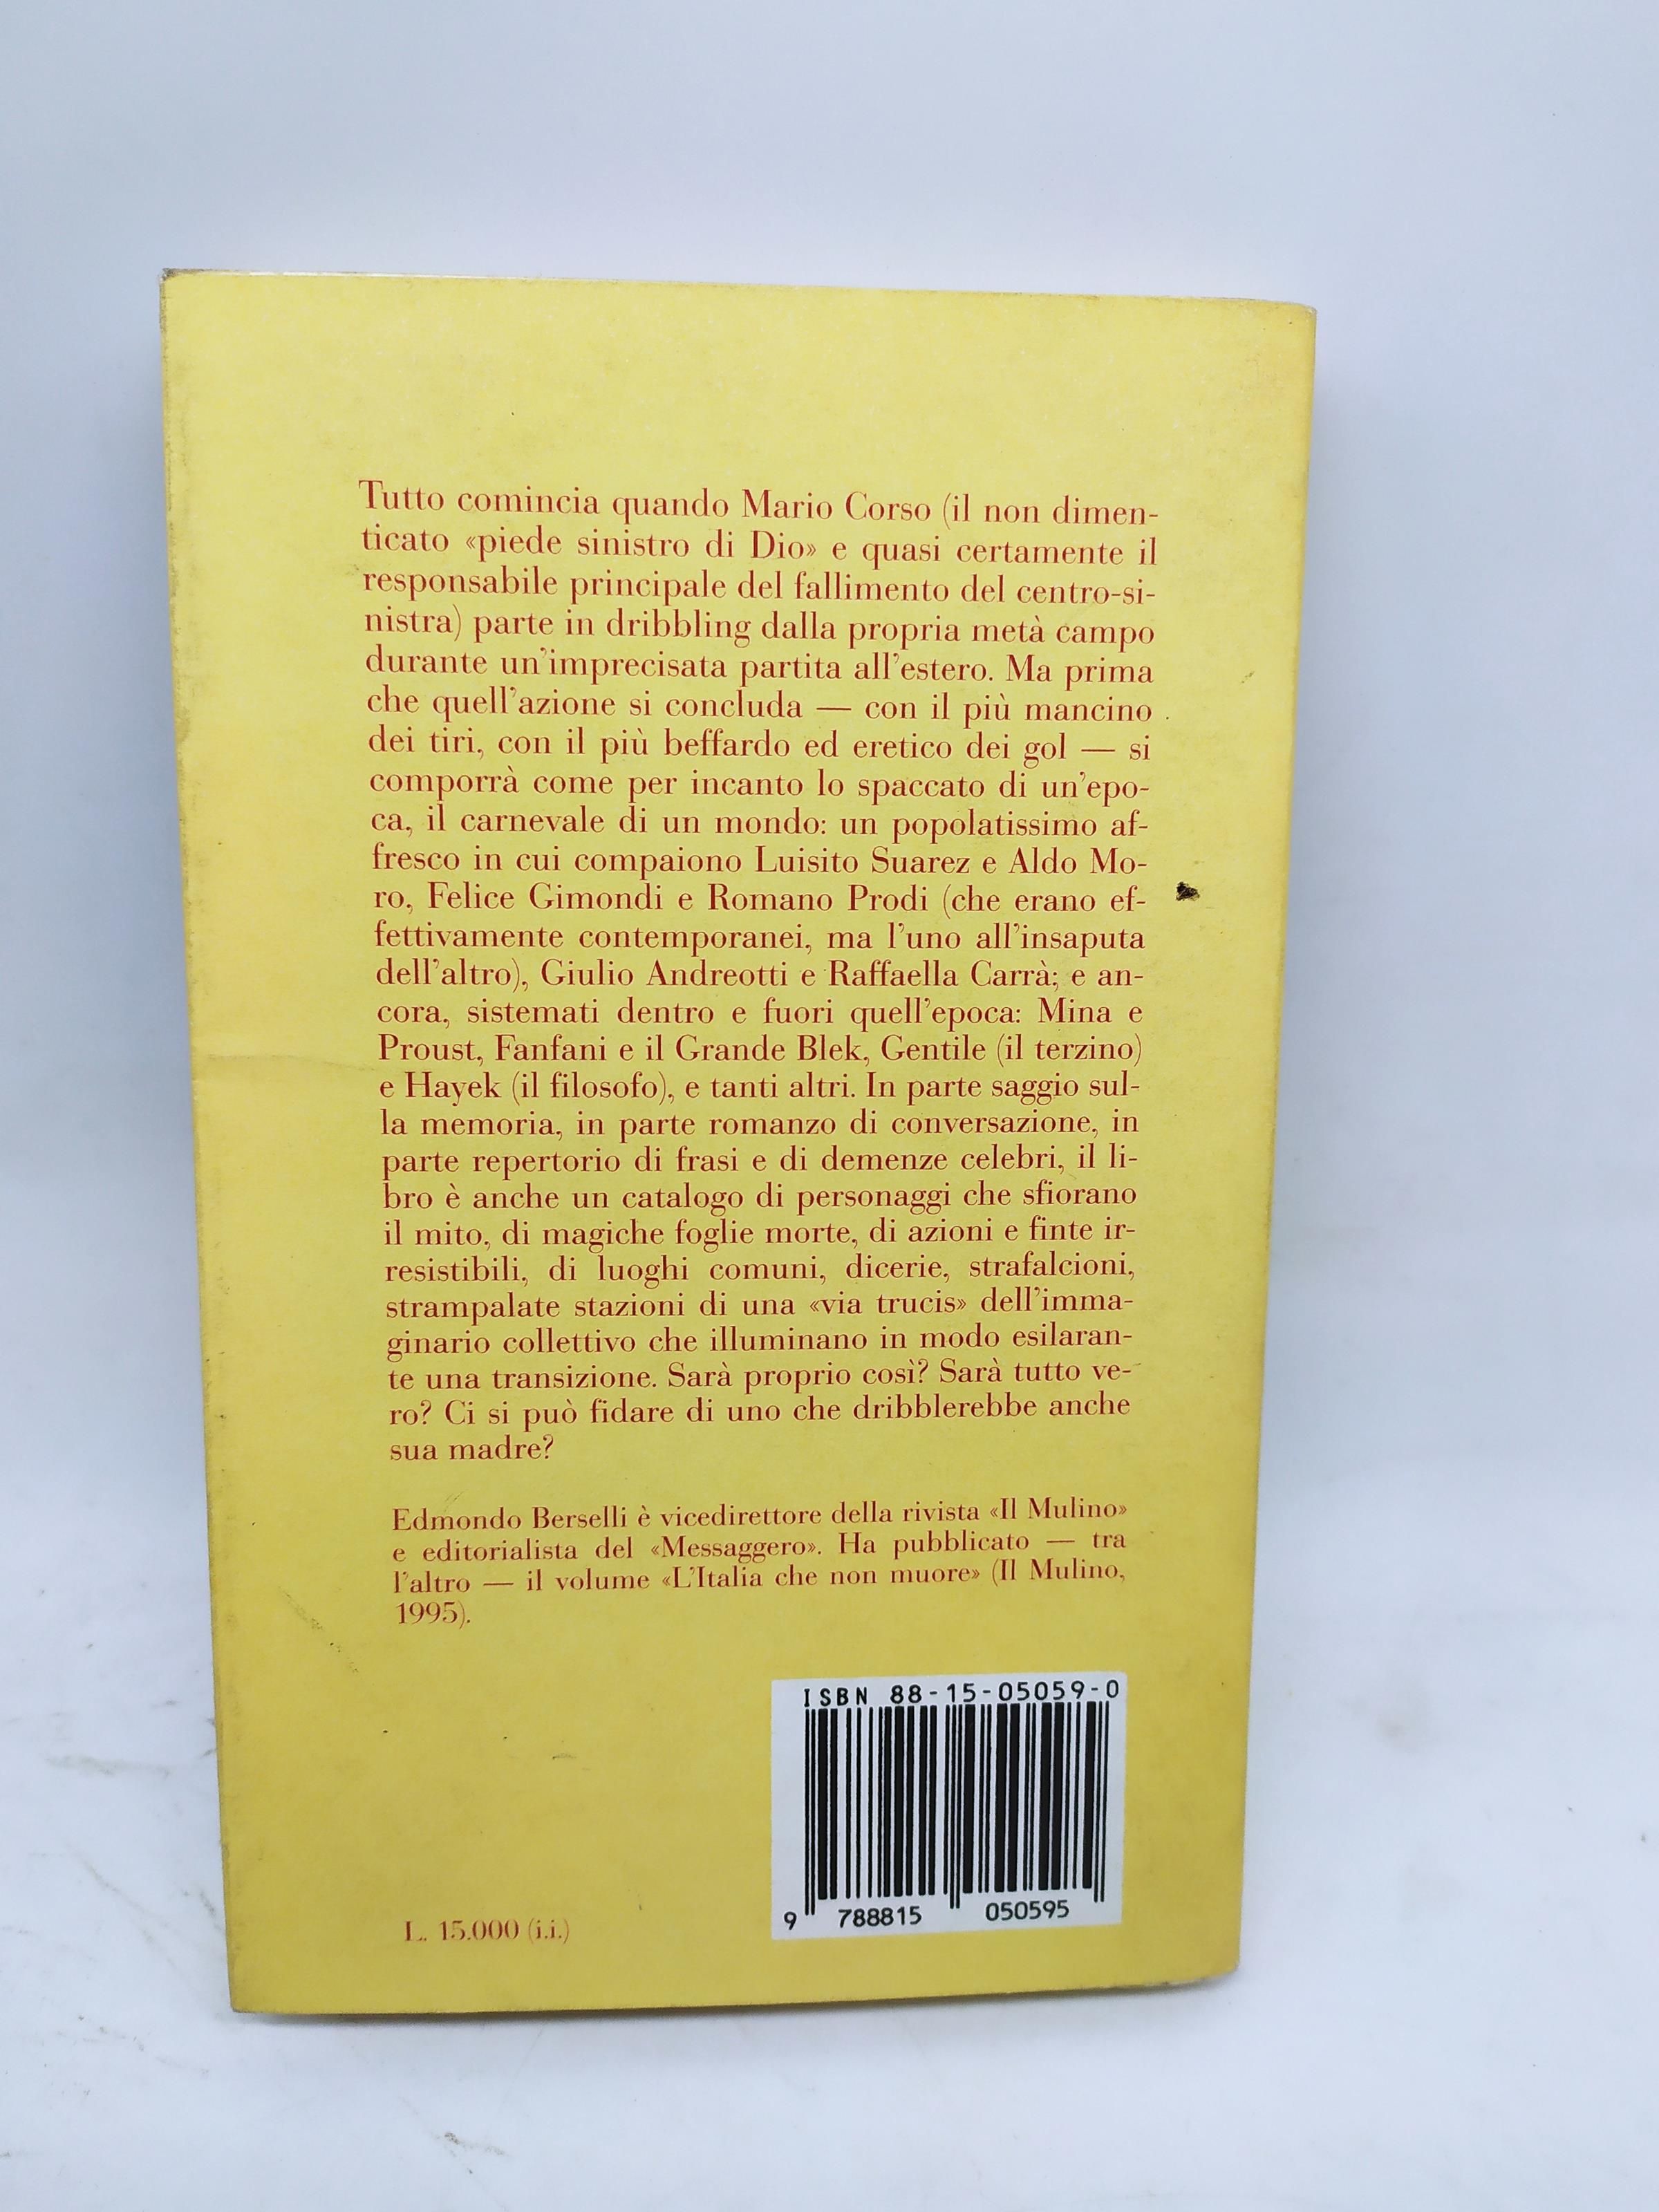 Tutto comincia quando Mario Corso (il non dimen-
ticato «piede sinistro di Dio» e quasi certamente il
responsabile principale del fallimento del centro-si-
nistra) parte in dribbling dalla propria metà campo
durante un'imprecisata partita all'estero. Ma prima
che quell'azione si concluda — con il più mancino
dei tiri, con il più beffardo ed eretico dei gol — si
comporrà come per incanto lo spaccato di un'epo-
ca, il carnevale di un mondo: un popolatissimo af-
fresco in cui compaiono Luisito Suarez e Aldo Mo-
ro, Felice Gimondi e Romano Prodi (che erano ef-
fettivamente contemporanei, ma l'uno all'insaputa
dell'altro), Giulio Andreotti e Raffaella Carrà; e an-
cora, sistemati dentro e fuori quell'epoca: Mina e
Proust, Fanfani e il Grande Blek, Gentile (il terzino)
e Hayek (il filosofo), e tanti altri. In parte saggio sul-
la memoria, in parte romanzo di conversazione, in
parte repertorio di frasi e di demenze celebri, il li-
bro è anche un catalogo di personaggi che sfiorano
il mito, di magiche foglie morte, di azioni e finte ir-
resistibili, di luoghi comuni, dicerie, strafalcioni,
strampalate stazioni di una «via trucis» dell'imma-
ginario collettivo che illuminano in modo esilaran-
te una transizione. Sarà proprio così? Sarà tutto ve-
ro? Ci si può fidare di uno che dribblerebbe anche
sua madre?
Edmondo Berselli è vicedirettore della rivista «Il Mulino»
e editorialista del «Messaggero». Ha pubblicato — tra
l'altro — il volume «L'Italia che non muore» (Il Mulino,
1995).
ISBN 88-15-05059-0
9 788815 050595
L. 15.000 (i.i.)